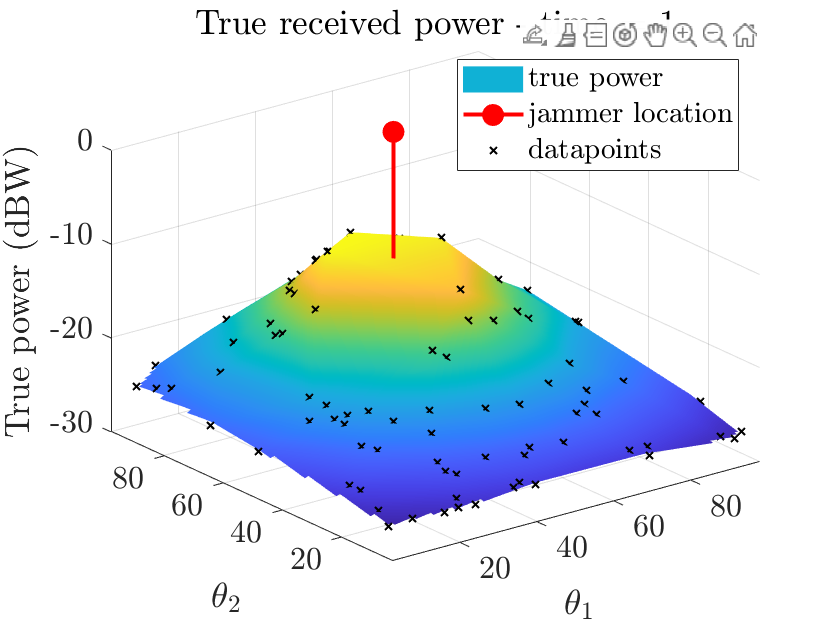 True received power
true power
jammer location
datapoints
True power (dBW)
0
-10
-20
-30
80
60
40
20
θ₂
20
40
60
80
θ₁